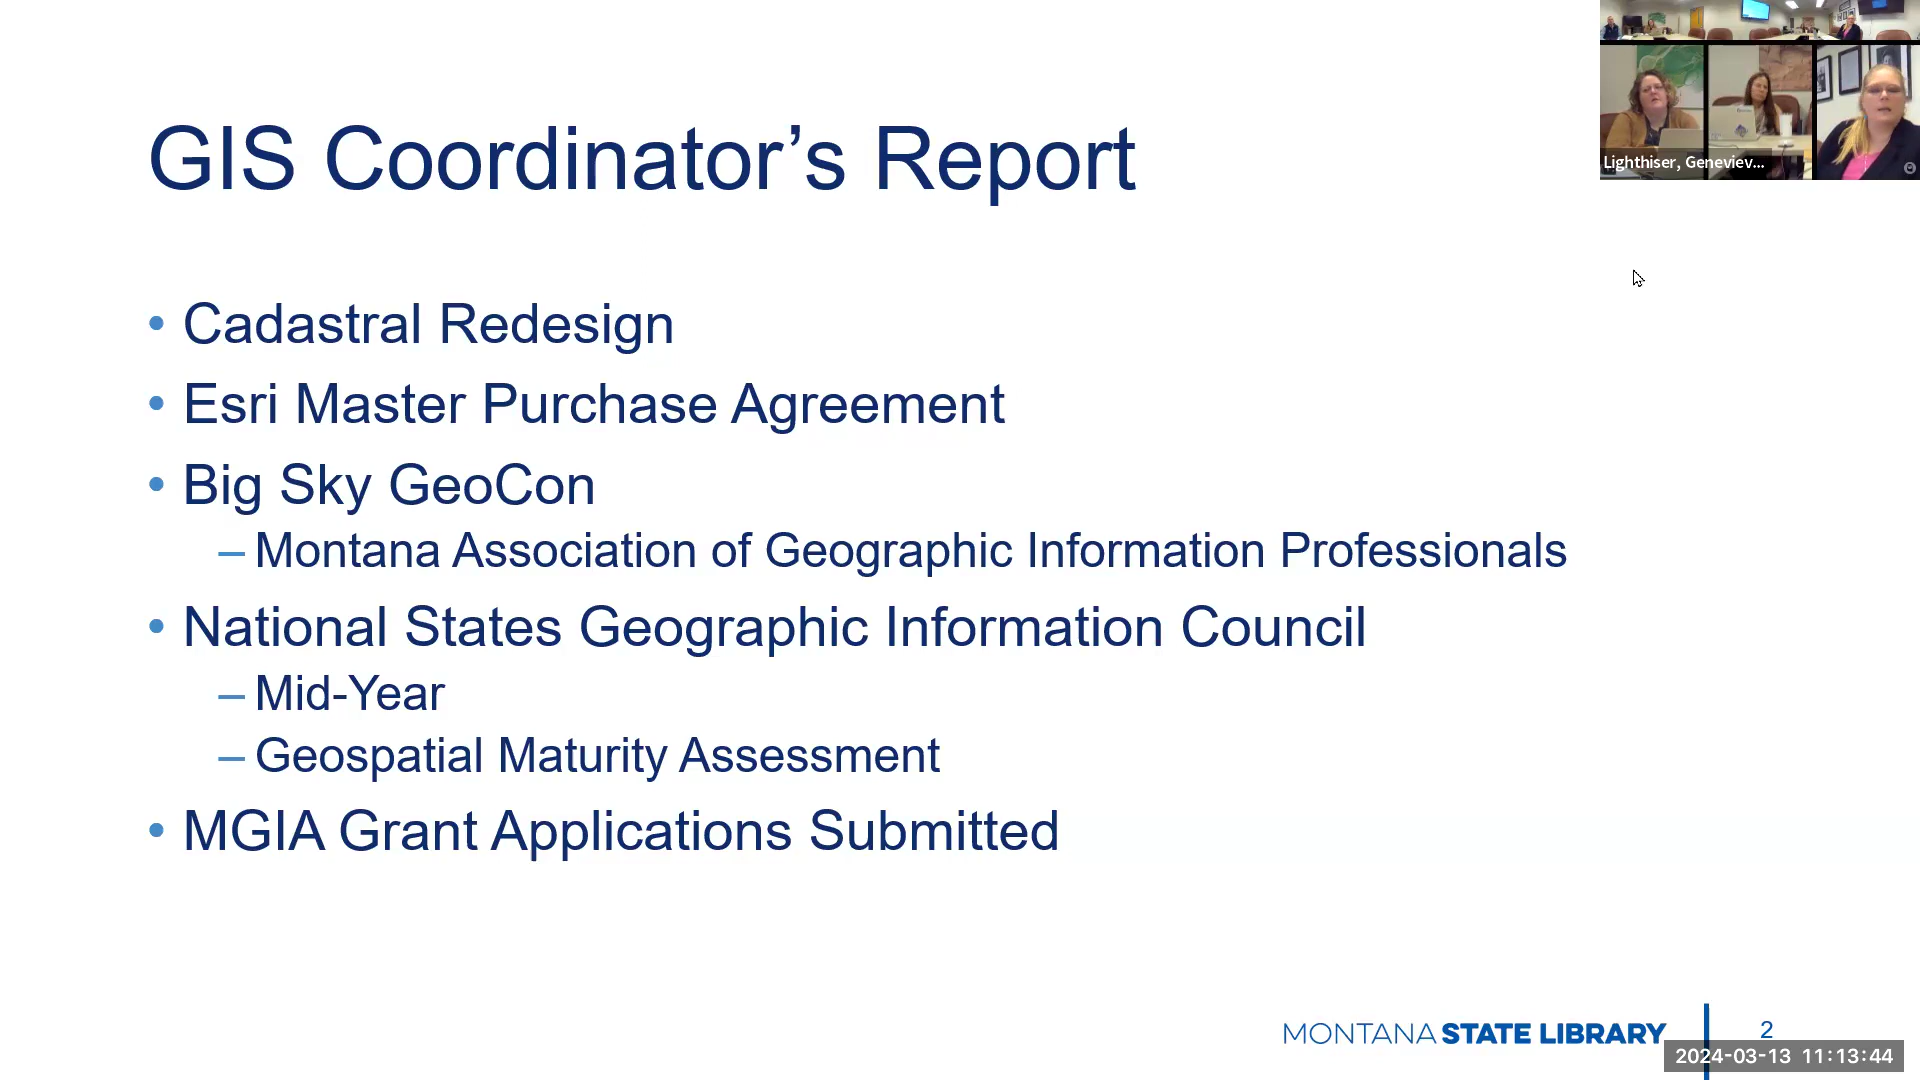 GIS Coordinator’s Report
Lighthiser, Geneviev...
• Cadastral Redesign
• Esri Master Purchase Agreement
• Big Sky GeoCon
– Montana Association of Geographic Information Professionals
• National States Geographic Information Council
– Mid-Year
– Geospatial Maturity Assessment
• MGIA Grant Applications Submitted
MONTANA STATE LIBRARY
2
2024-03-13 11:13:44